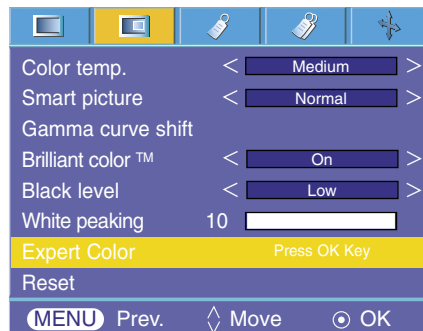 Color temp. < Medium >
Smart picture < Normal >
Gamma curve shift
Brilliant color ™ < On >
Black level < Low >
White peaking 10
Expert Color Press OK Key
Reset
MENU Prev. Move OK